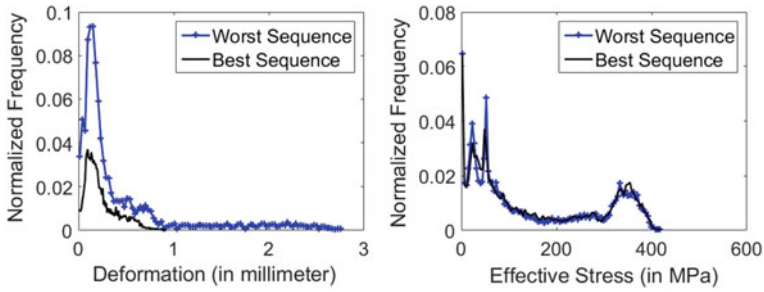 Normalized Frequency
0.1
0.08
0.06
0.04
0.02
0
0
1
2
3
Worst Sequence
Best Sequence
Deformation (in millimeter)
Normalized Frequency
0.08
0.06
0.04
0.02
0
0
200
400
600
Worst Sequence
Best Sequence
Effective Stress (in MPa)